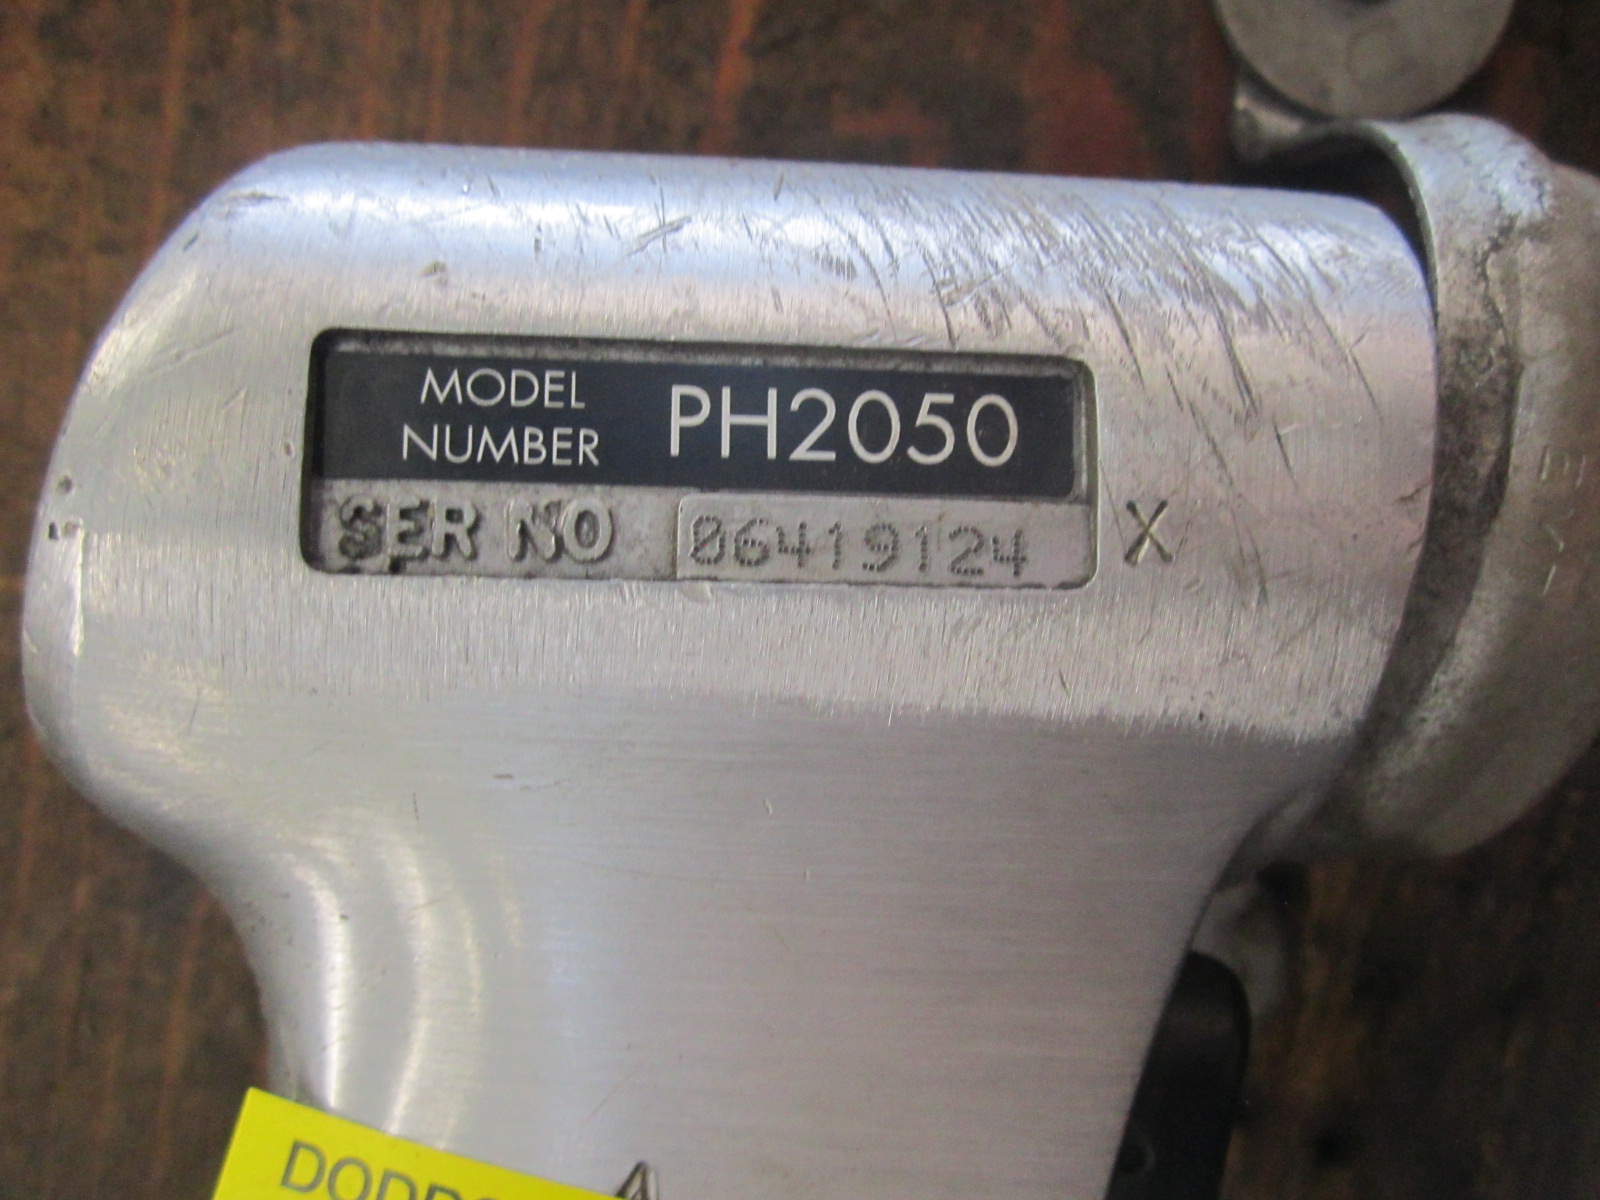 MODEL
NUMBER PH2050
SER NO 06419124 X